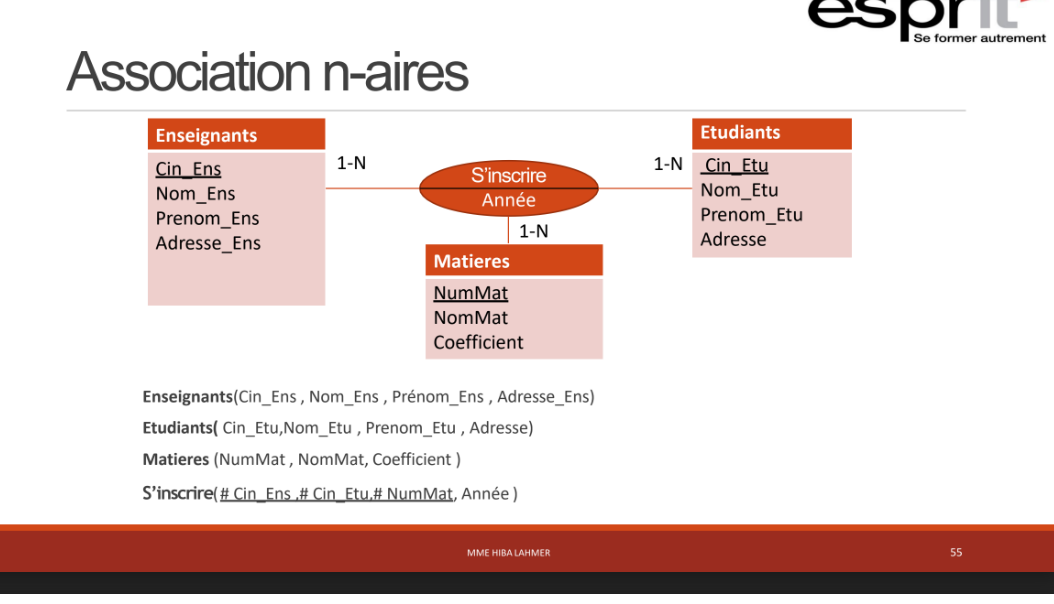 esprit
Se former autrement
Association n-aires
Enseignants
Cin_Ens
Nom_Ens
Prenom_Ens
Adresse_Ens
1-N
S'inscrire
Année
1-N
Etudiants
Cin_Etu
Nom_Etu
Prenom_Etu
Adresse
1-N
Matieres
NumMat
NomMat
Coefficient
Enseignants(Cin_Ens , Nom_Ens , Prénom_Ens , Adresse_Ens)
Etudiants( Cin_Etu,Nom_Etu , Prenom_Etu , Adresse)
Matieres (NumMat , NomMat, Coefficient )
S'inscrire(# Cin_Ens ,# Cin_Etu,# NumMat, Année )
MME HIBA LAHMER
55